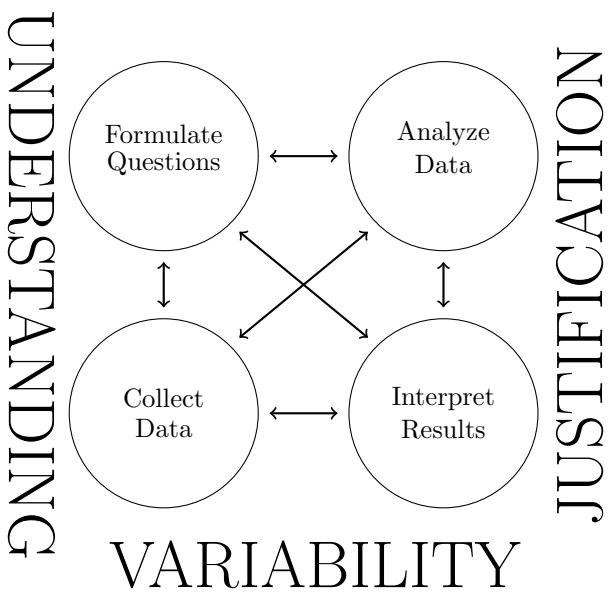 UNDERSTANDING
Formulate
Questions
Analyze
Data
JUSTIFICATION
Collect
Data
Interpret
Results
VARIABILITY